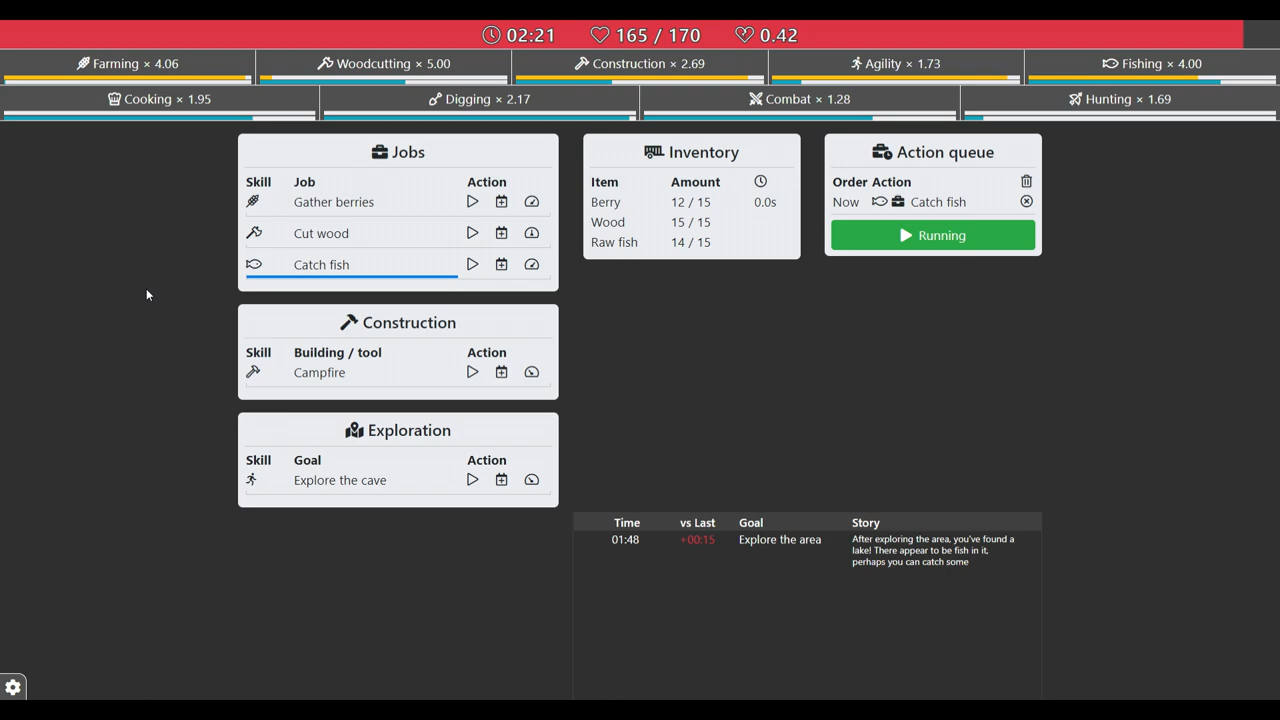 02:21 165 / 170 0.42
Farming × 4.06 Woodcutting × 5.00 Construction × 2.69 Agility × 1.73 Fishing × 4.00
Cooking × 1.95 Digging × 2.17 Combat × 1.28 Hunting × 1.69
Jobs
Skill Job Action
Gather berries
Cut wood
Catch fish
Construction
Skill Building / tool Action
Campfire
Exploration
Skill Goal Action
Explore the cave
Inventory
Item Amount
Berry 12 / 15 0.0s
Wood 15 / 15
Raw fish 14 / 15
Action queue
Order Action
Now Catch fish
Running
Time vs Last Goal Story
01:48 +00:15 Explore the area After exploring the area, you've found a
lake! There appear to be fish in it,
perhaps you can catch some